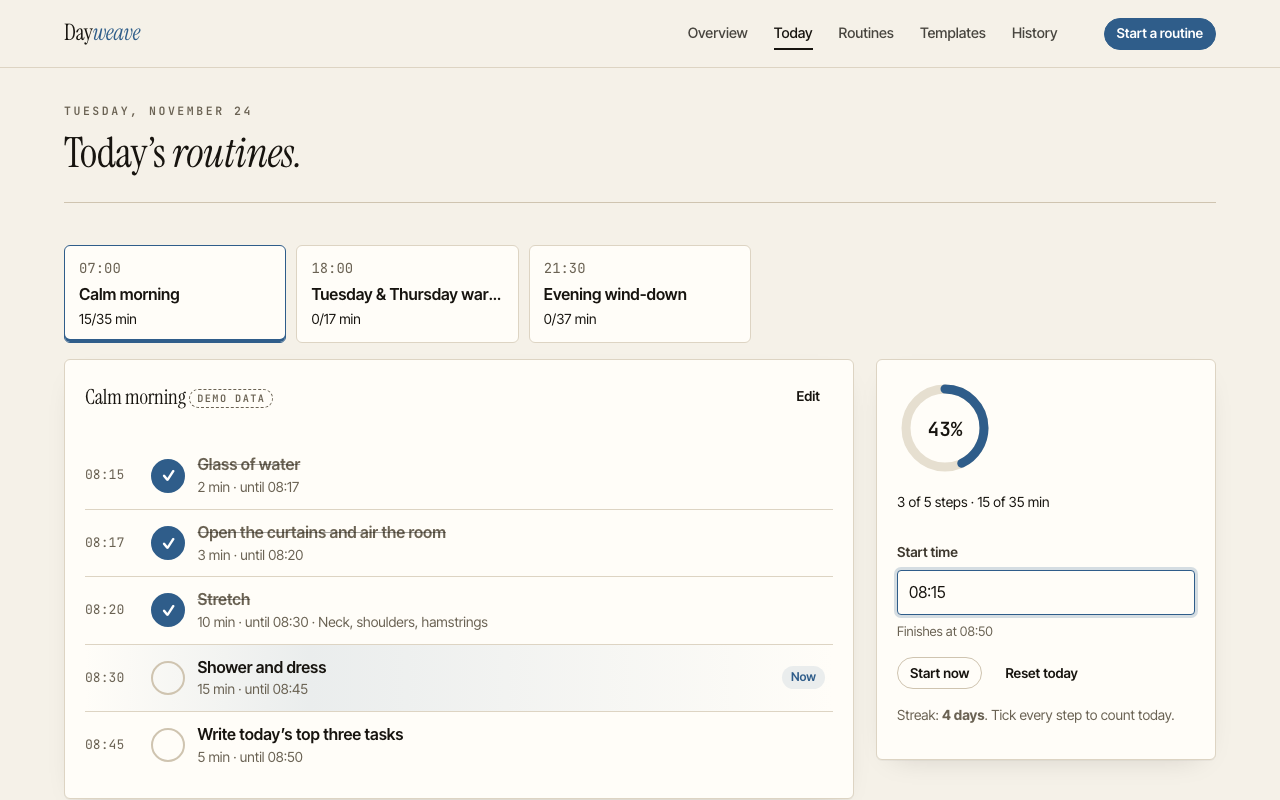 Dayweave
Overview Today Routines Templates History Start a routine
TUESDAY, NOVEMBER 24
Today’s routines.
07:00
Calm morning
15/35 min
18:00
Tuesday & Thursday war…
0/17 min
21:30
Evening wind-down
0/37 min
Calm morning DEMO DATA Edit
08:15 Glass of water
2 min · until 08:17
08:17 Open the curtains and air the room
3 min · until 08:20
08:20 Stretch
10 min · until 08:30 · Neck, shoulders, hamstrings
08:30 Shower and dress Now
15 min · until 08:45
08:45 Write today’s top three tasks
5 min · until 08:50
43%
3 of 5 steps · 15 of 35 min
Start time
08:15
Finishes at 08:50
Start now Reset today
Streak: 4 days. Tick every step to count today.